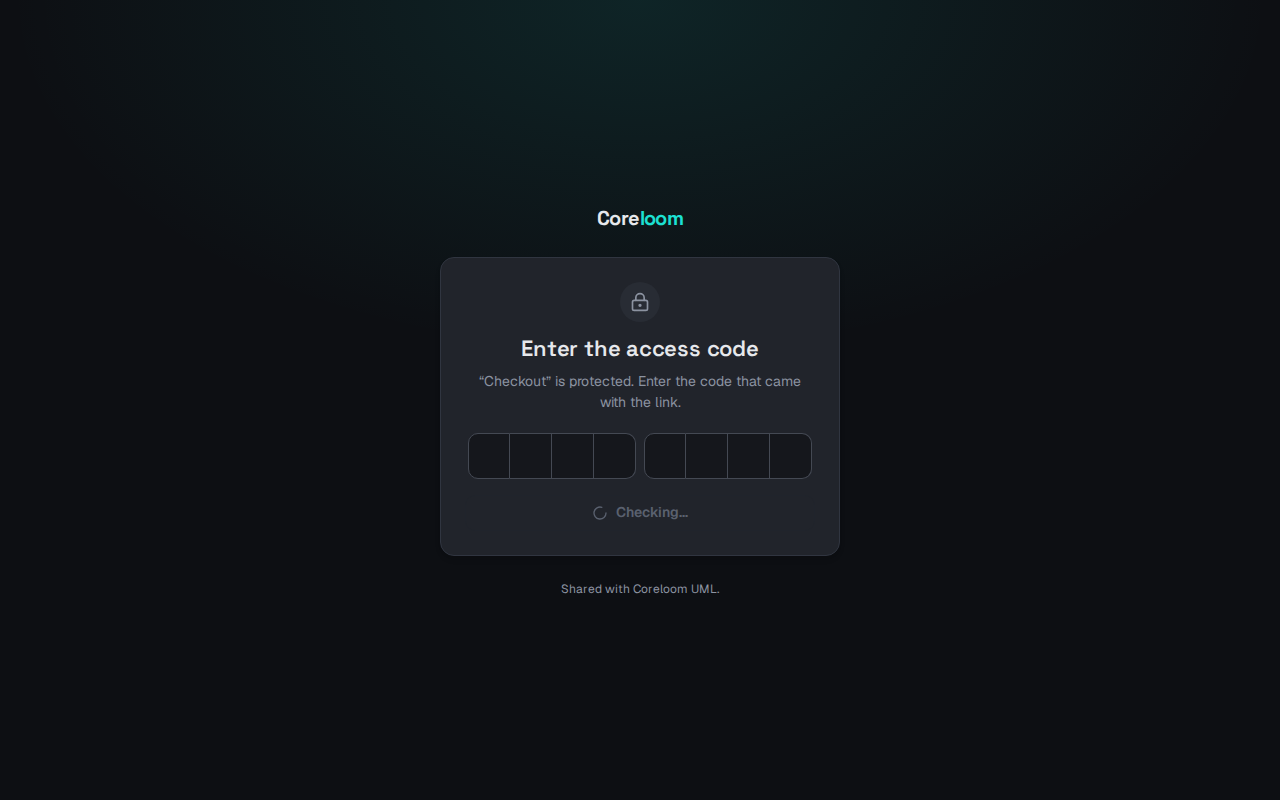 Coreloom
Enter the access code
“Checkout” is protected. Enter the code that came
with the link.
Checking…
Shared with Coreloom UML.